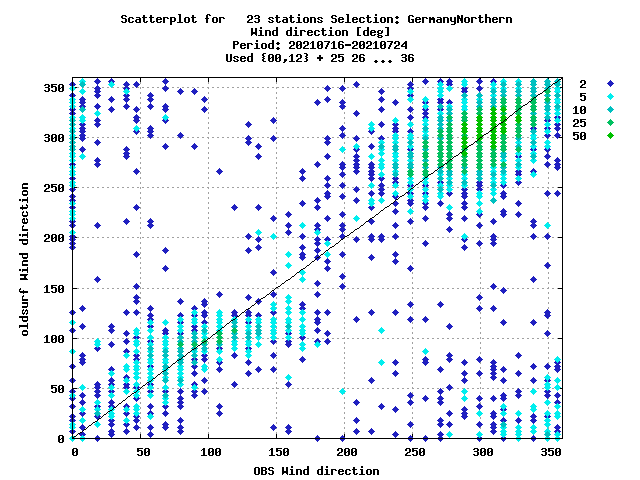 Scatterplot for   23 stations Selection: GermanyNorthern
Wind direction [deg]
Period: 20210716-20210724
Used {00,12} + 25 26 ... 36
2
5
10
25
50
350
300
250
200
150
100
50
0
oldsurf Wind direction
0 50 100 150 200 250 300 350
OBS Wind direction